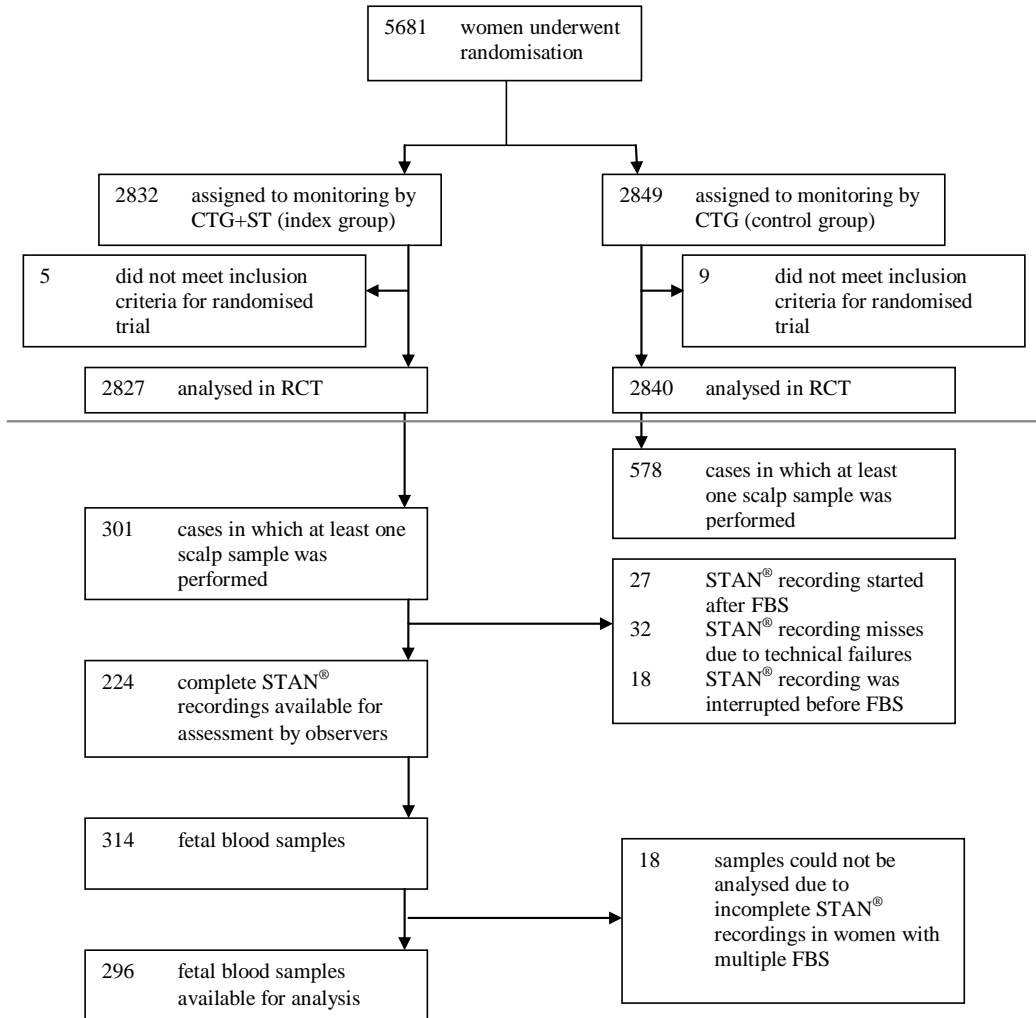 5681 women underwent
randomisation
2832 assigned to monitoring by
CTG+ST (index group)
2849 assigned to monitoring by
CTG (control group)
5 did not meet inclusion
criteria for randomised
trial
9 did not meet inclusion
criteria for randomised
trial
2827 analysed in RCT
2840 analysed in RCT
578 cases in which at least
one scalp sample was
performed
301 cases in which at least one
scalp sample was
performed
27 STAN® recording started
after FBS
32 STAN® recording misses
due to technical failures
18 STAN® recording was
interrupted before FBS
224 complete STAN®
recordings available for
assessment by observers
314 fetal blood samples
18 samples could not be
analysed due to
incomplete STAN®
recordings in women with
multiple FBS
296 fetal blood samples
available for analysis